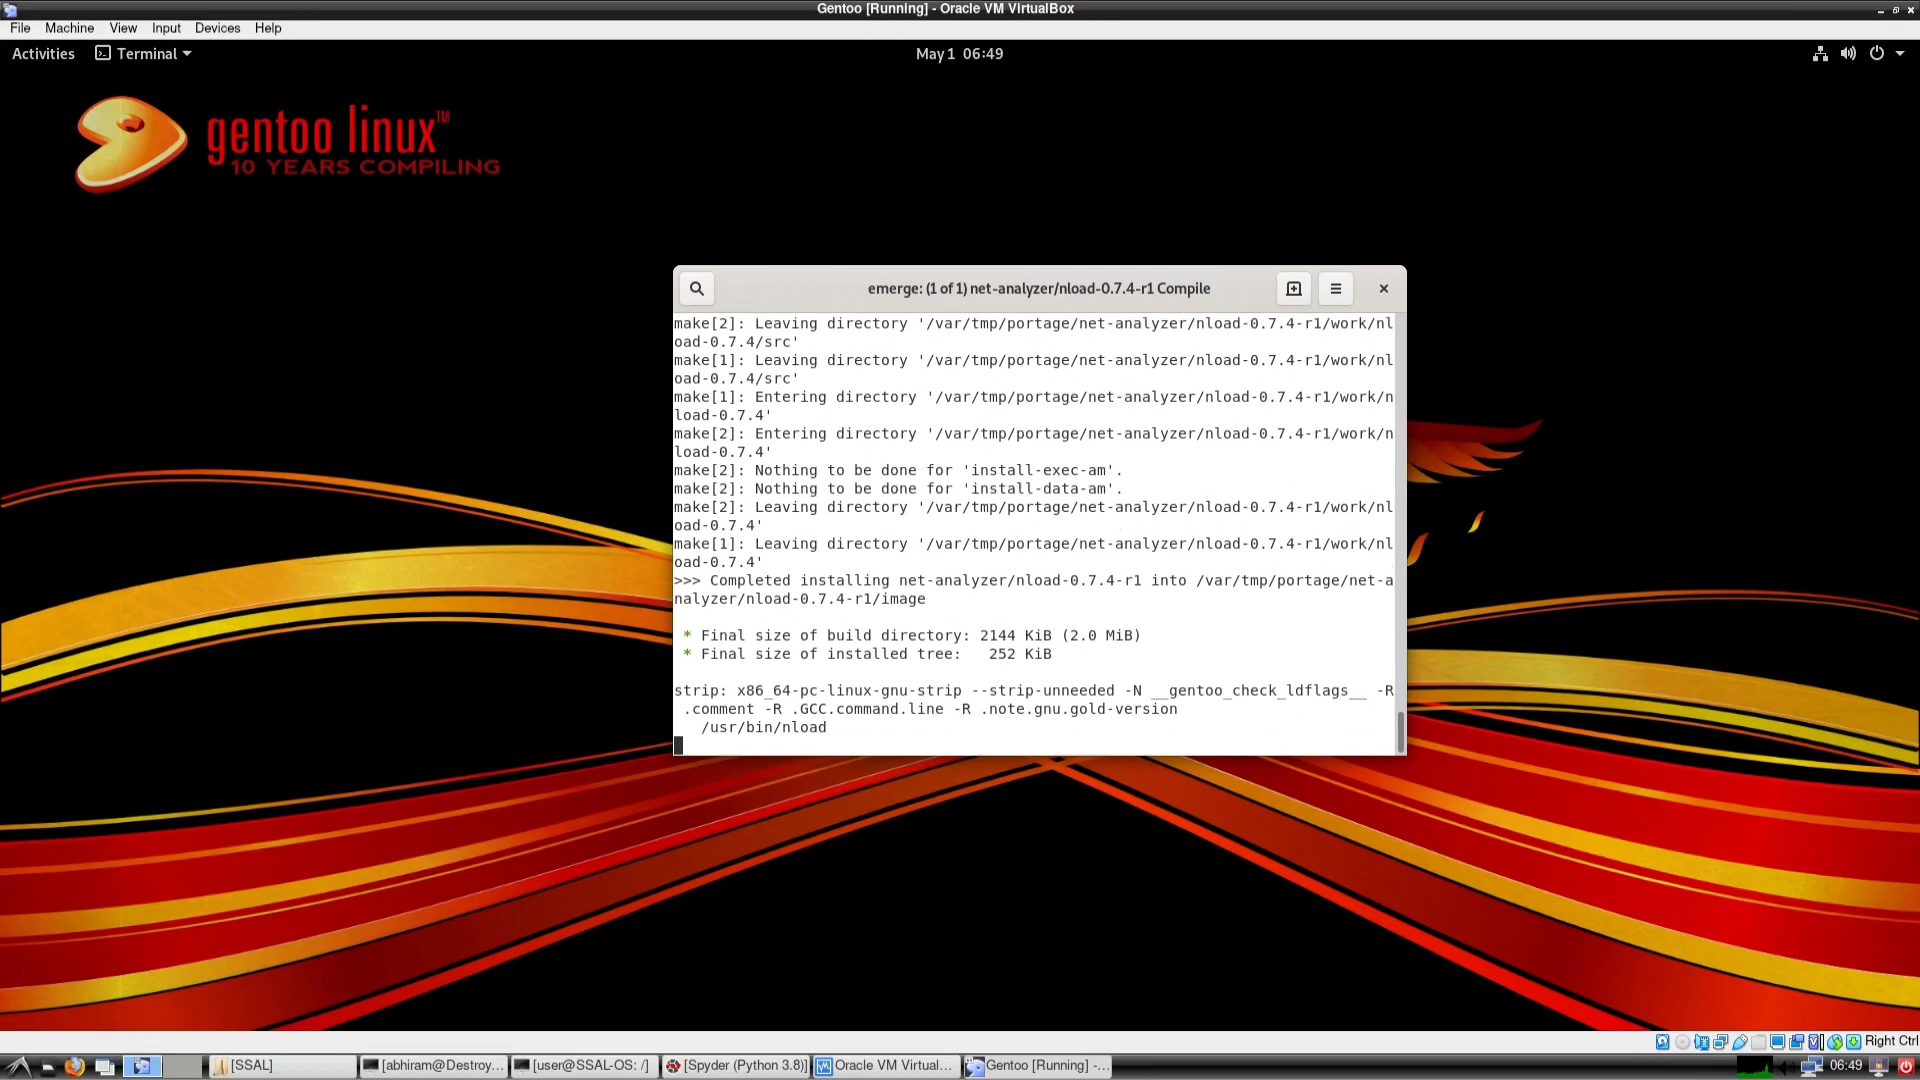 Gentoo [Running] - Oracle VM VirtualBox
File Machine View Input Devices Help
Activities Terminal May 1 06:49
gentoo linux™
10 YEARS COMPILING
emerge: (1 of 1) net-analyzer/nload-0.7.4-r1 Compile
make[2]: Leaving directory '/var/tmp/portage/net-analyzer/nload-0.7.4-r1/work/nl
oad-0.7.4/src'
make[1]: Leaving directory '/var/tmp/portage/net-analyzer/nload-0.7.4-r1/work/nl
oad-0.7.4/src'
make[1]: Entering directory '/var/tmp/portage/net-analyzer/nload-0.7.4-r1/work/n
load-0.7.4'
make[2]: Entering directory '/var/tmp/portage/net-analyzer/nload-0.7.4-r1/work/n
load-0.7.4'
make[2]: Nothing to be done for 'install-exec-am'.
make[2]: Nothing to be done for 'install-data-am'.
make[2]: Leaving directory '/var/tmp/portage/net-analyzer/nload-0.7.4-r1/work/nl
oad-0.7.4'
make[1]: Leaving directory '/var/tmp/portage/net-analyzer/nload-0.7.4-r1/work/nl
oad-0.7.4'
>>> Completed installing net-analyzer/nload-0.7.4-r1 into /var/tmp/portage/net-a
nalyzer/nload-0.7.4-r1/image
* Final size of build directory: 2144 KiB (2.0 MiB)
* Final size of installed tree:   252 KiB
strip: x86_64-pc-linux-gnu-strip --strip-unneeded -N __gentoo_check_ldflags__ -R
.comment -R .GCC.command.line -R .note.gnu.gold-version
/usr/bin/nload
Right Ctrl
[SSAL] [abhiram@Destroy... [user@SSAL-OS: /] [Spyder (Python 3.8)] Oracle VM Virtual... Gentoo [Running] -... 06:49